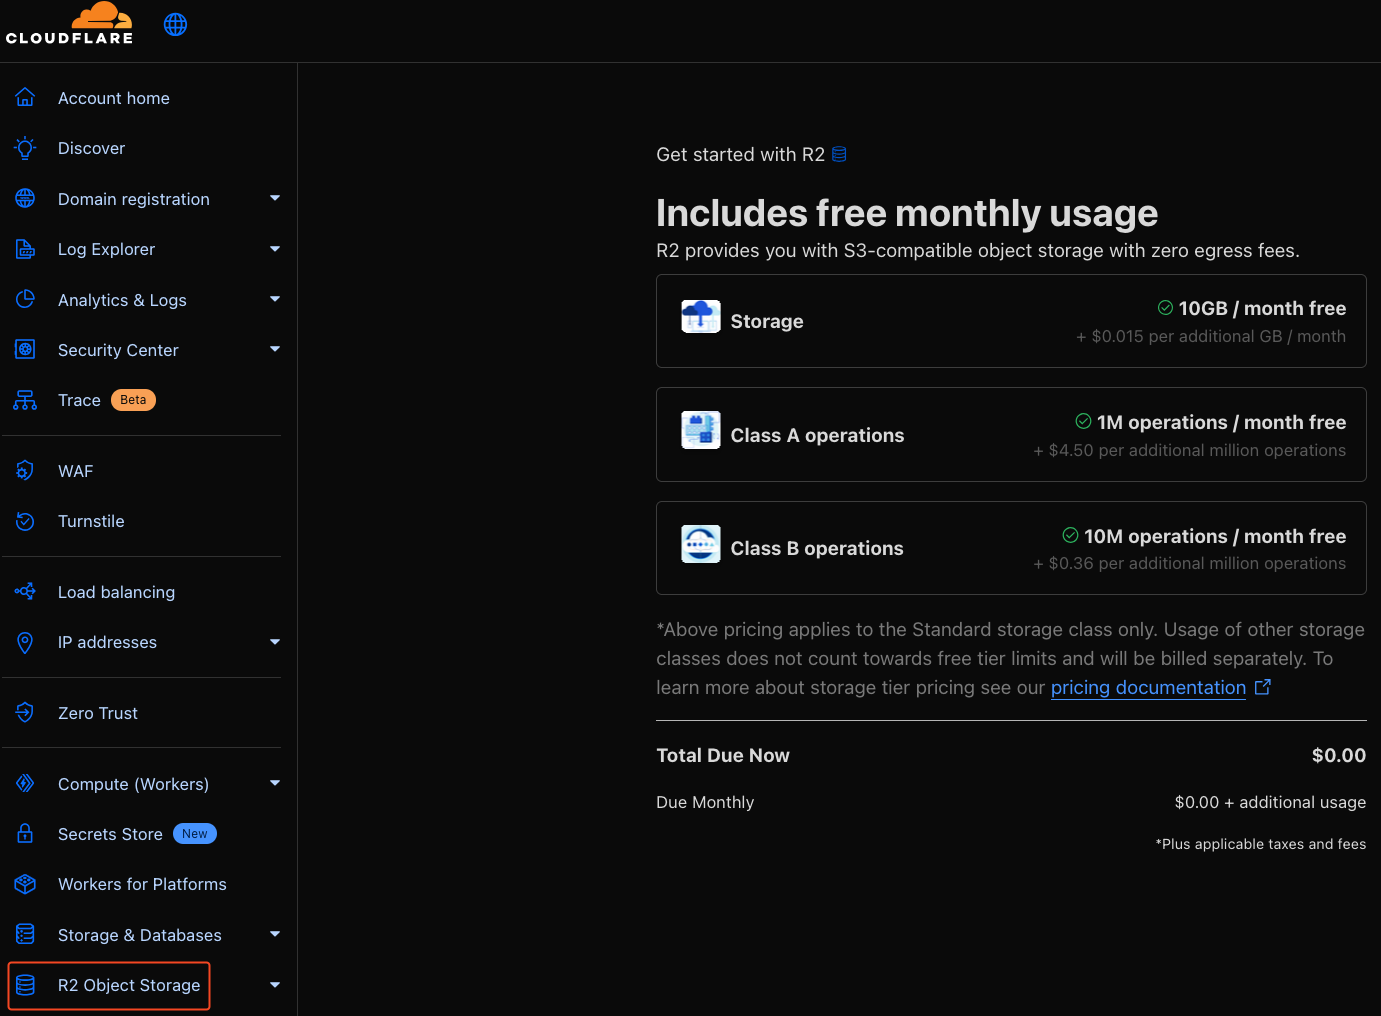 CLOUDFLARE
Account home
Discover
Domain registration
Log Explorer
Analytics & Logs
Security Center
Trace Beta
WAF
Turnstile
Load balancing
IP addresses
Zero Trust
Compute (Workers)
Secrets Store New
Workers for Platforms
Storage & Databases
R2 Object Storage
Get started with R2
Includes free monthly usage
R2 provides you with S3-compatible object storage with zero egress fees.
Storage
10GB / month free
+ $0.015 per additional GB / month
Class A operations
1M operations / month free
+ $4.50 per additional million operations
Class B operations
10M operations / month free
+ $0.36 per additional million operations
*Above pricing applies to the Standard storage class only. Usage of other storage
classes does not count towards free tier limits and will be billed separately. To
learn more about storage tier pricing see our pricing documentation
Total Due Now $0.00
Due Monthly $0.00 + additional usage
*Plus applicable taxes and fees